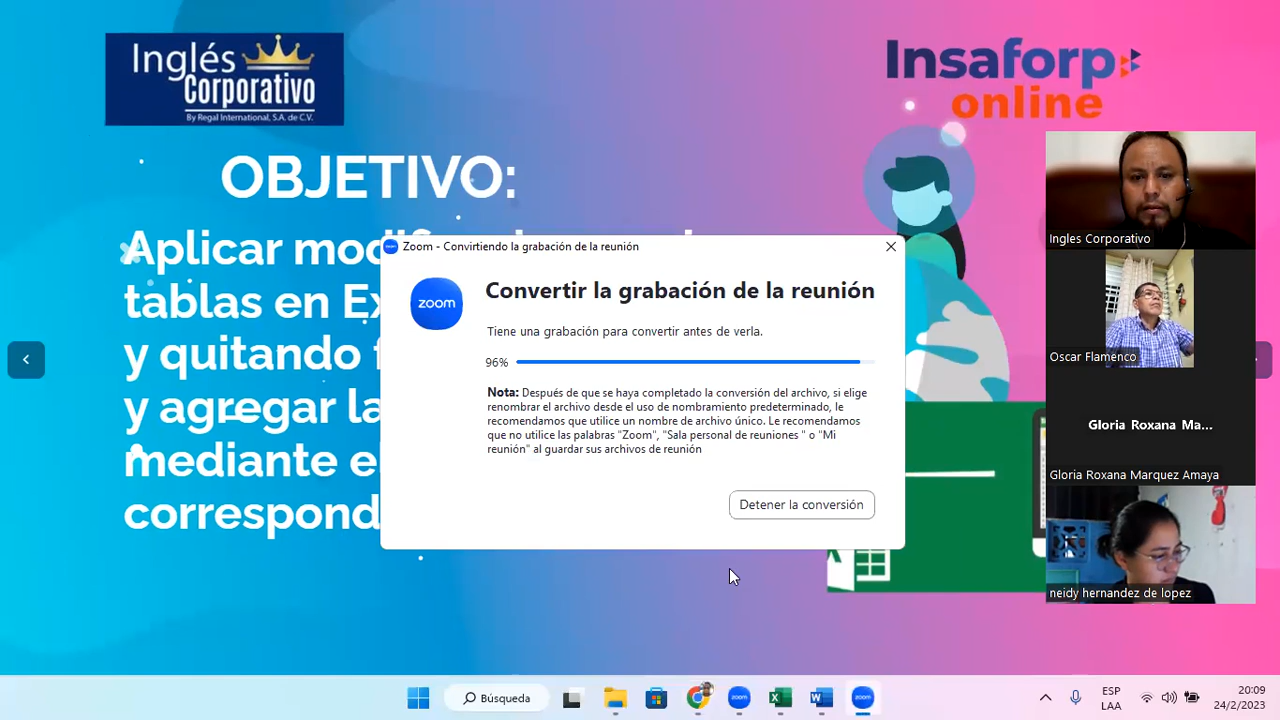 Inglés
Corporativo
By Regal International, S.A. de C.V.
Insaforp
online
OBJETIVO:
Aplicar
tablas en
y quitando
y agregar
mediante
correspond
Zoom - Convirtiendo la grabación de la reunión
zoom
Convertir la grabación de la reunión
Tiene una grabación para convertir antes de verla.
96%
Nota: Después de que se haya completado la conversión del archivo, si elige
renombrar el archivo desde el uso de nombramiento predeterminado, le
recomendamos que utilice un nombre de archivo único. Le recomendamos
que no utilice las palabras "Zoom", "Sala personal de reuniones " o "Mi
reunión" al guardar sus archivos de reunión
Detener la conversión
Ingles Corporativo
Oscar Flamenco
Gloria Roxana Ma...
Gloria Roxana Marquez Amaya
neidy hernandez de lopez
Búsqueda
ESP
LAA
20:09
24/2/2023